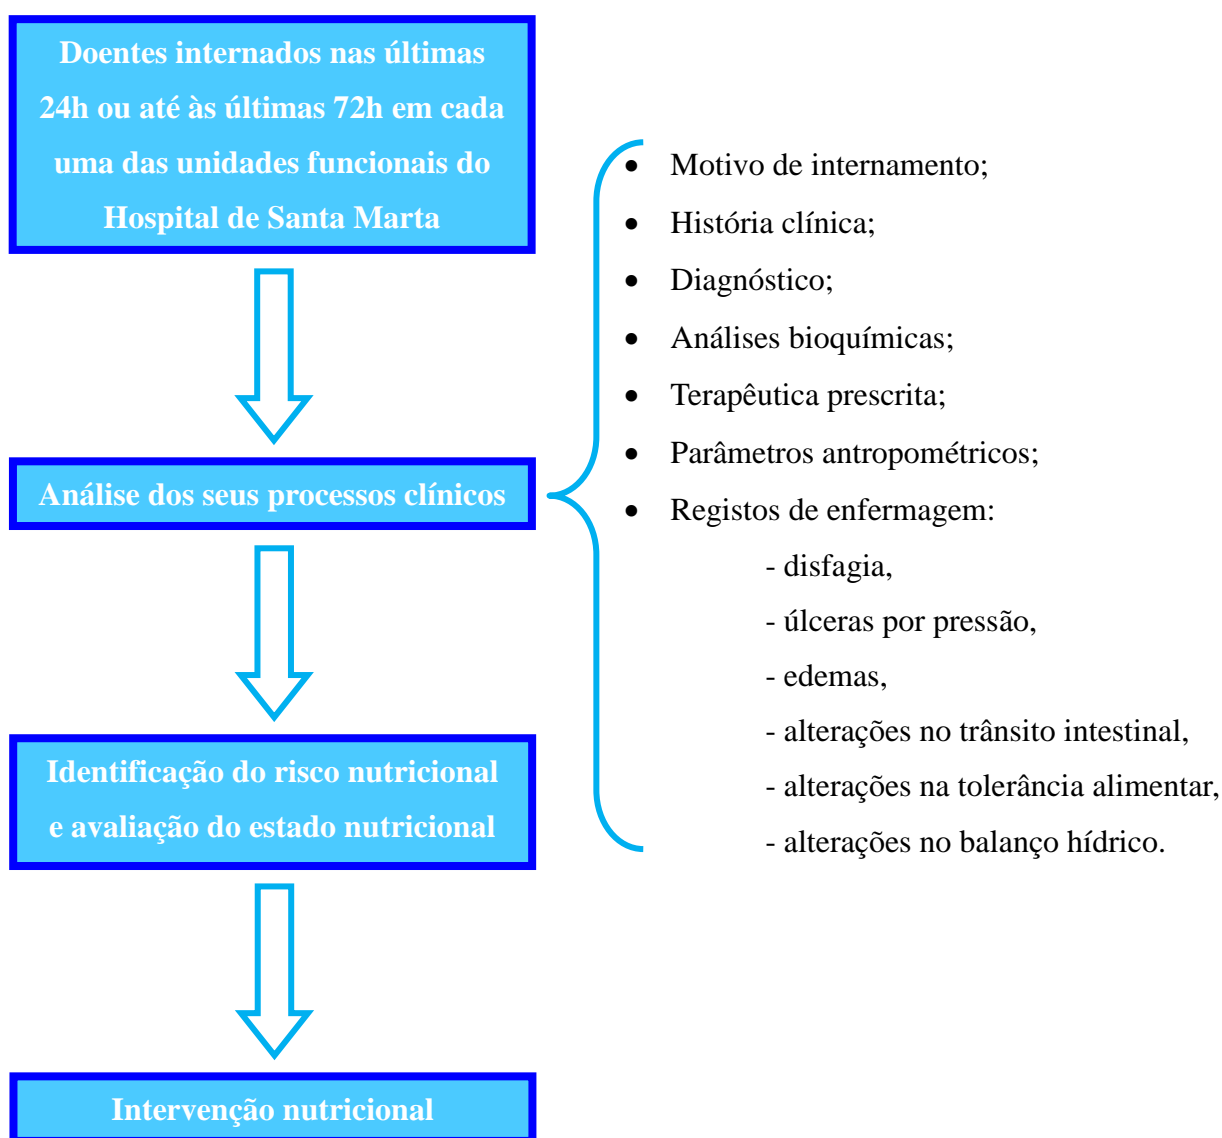 Doentes internados nas últimas
24h ou até às últimas 72h em cada
uma das unidades funcionais do
Hospital de Santa Marta
Análise dos seus processos clínicos
• Motivo de internamento;
• História clínica;
• Diagnóstico;
• Análises bioquímicas;
• Terapêutica prescrita;
• Parâmetros antropométricos;
• Registos de enfermagem:
- disfagia,
- úlceras por pressão,
- edemas,
- alterações no trânsito intestinal,
- alterações na tolerância alimentar,
- alterações no balanço hídrico.
Identificação do risco nutricional
e avaliação do estado nutricional
Intervenção nutricional